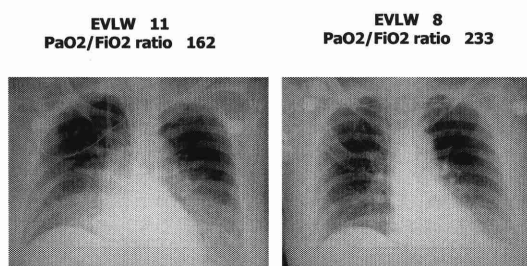 EVLW 11
PaO2/FiO2 ratio 162
EVLW 8
PaO2/FiO2 ratio 233